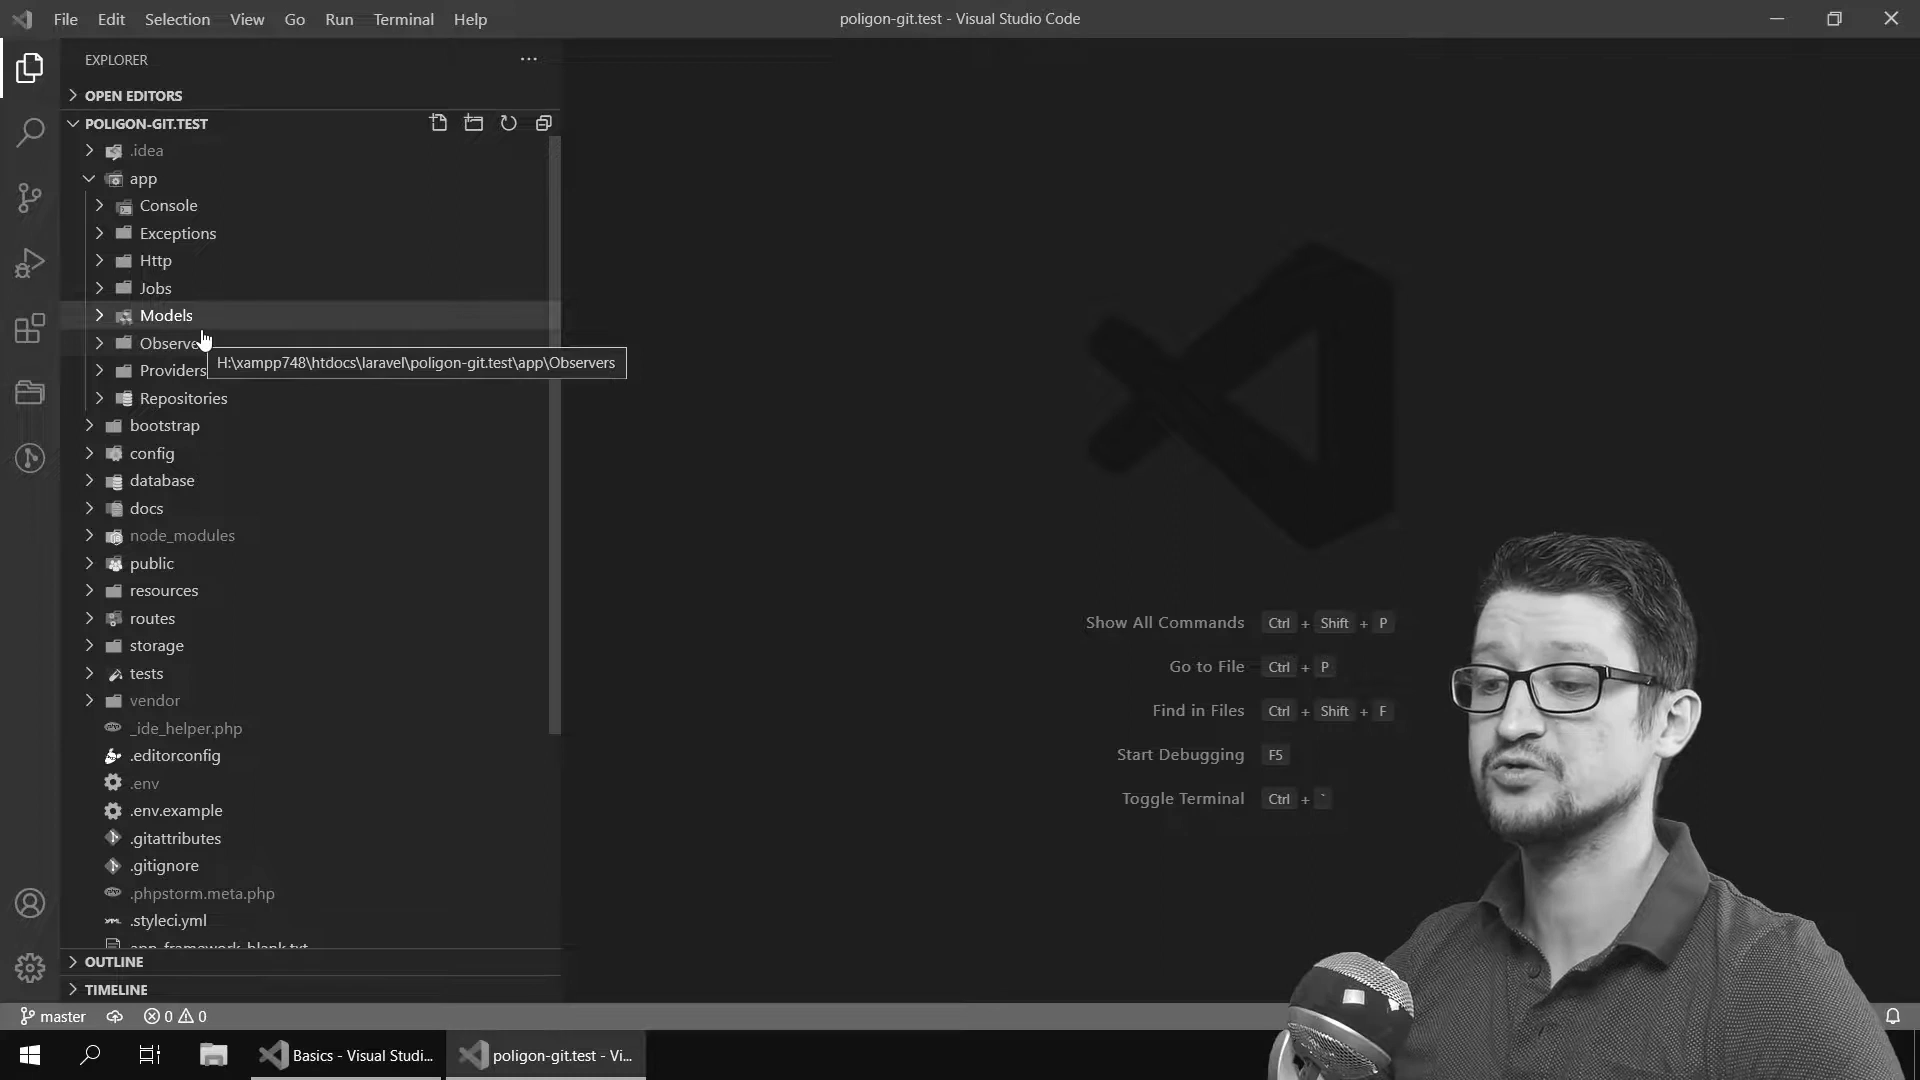 File Edit Selection View Go Run Terminal Help
poligon-git.test - Visual Studio Code
EXPLORER
OPEN EDITORS
POLIGON-GIT.TEST
.idea
app
Console
Exceptions
Http
Jobs
Models
Observe
H:\xampp748\htdocs\laravel\poligon-git.test\app\Observers
Providers
Repositories
bootstrap
config
database
docs
node_modules
public
resources
routes
storage
tests
vendor
_ide_helper.php
.editorconfig
.env
.env.example
.gitattributes
.gitignore
.phpstorm.meta.php
.styleci.yml
app_framework_blank.txt
OUTLINE
TIMELINE
Show All Commands Ctrl + Shift + P
Go to File Ctrl + P
Find in Files Ctrl + Shift + F
Start Debugging F5
Toggle Terminal Ctrl + `
master 0 0
Basics - Visual Studi...
poligon-git.test - Vi...